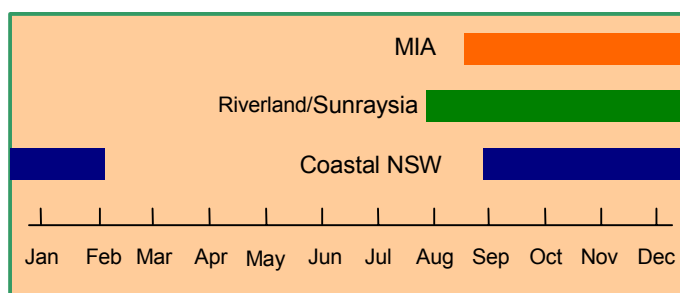 MIA
Riverland/Sunraysia
Coastal NSW
Jan Feb Mar Apr May Jun Jul Aug Sep Oct Nov Dec